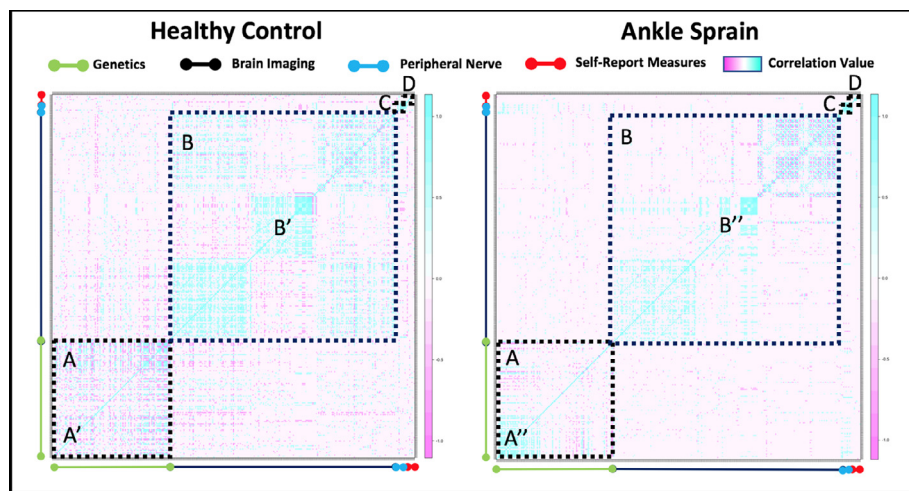 Healthy Control
Ankle Sprain
Genetics
Brain Imaging
Peripheral Nerve
Self-Report Measures
Correlation Value
D
C
B
B'
A
A'
1.0
0.5
0.0
-0.5
-1.0
D
C
B
B''
A
A''
1.0
0.5
0.0
-0.5
-1.0